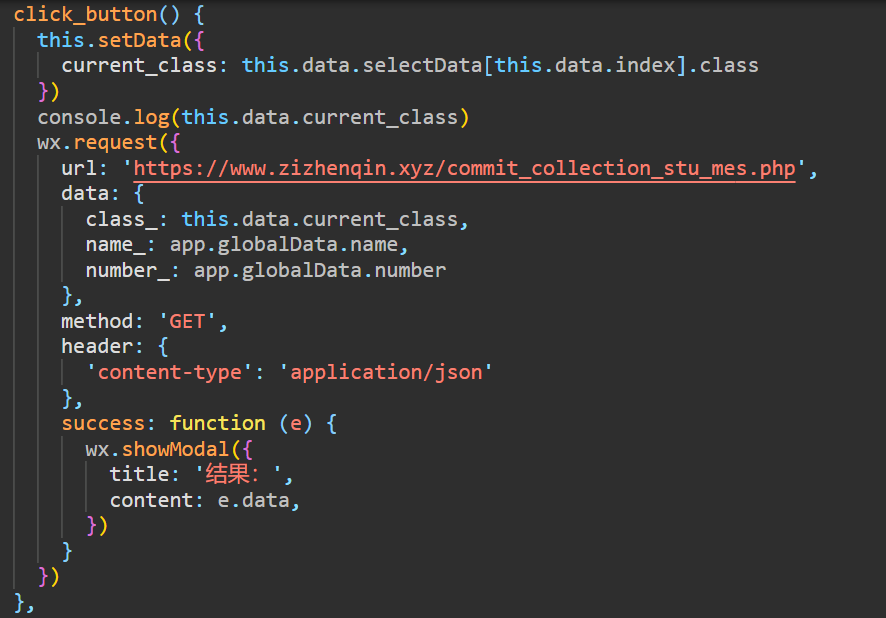 click_button() {
this.setData({
current_class: this.data.selectData[this.data.index].class
})
console.log(this.data.current_class)
wx.request({
url: 'https://www.zizhenqin.xyz/commit_collection_stu_mes.php',
data: {
class_: this.data.current_class,
name_: app.globalData.name,
number_: app.globalData.number
},
method: 'GET',
header: {
'content-type': 'application/json'
},
success: function (e) {
wx.showModal({
title: '结果：',
content: e.data,
})
}
})
},